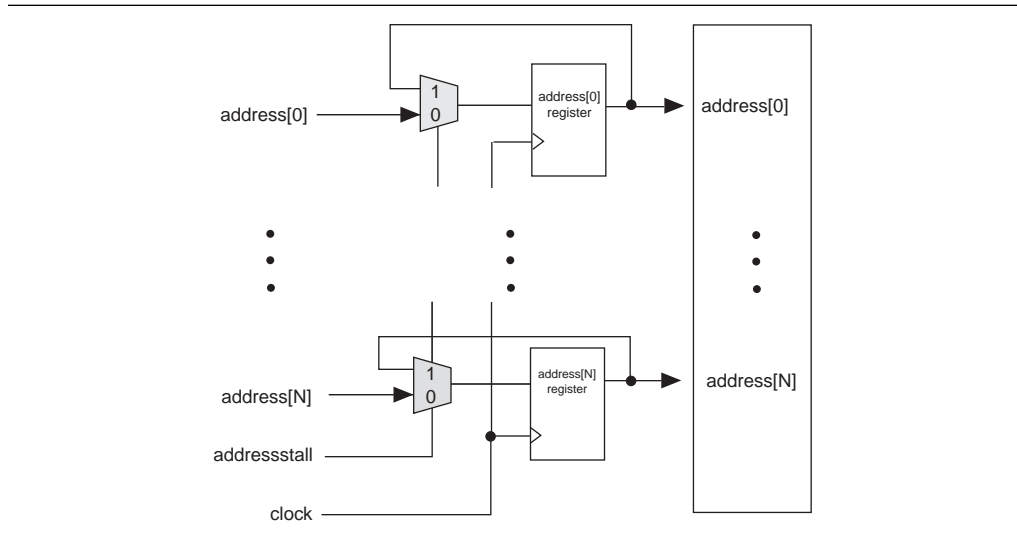 1
0
address[0]
address[0]
register
address[0]
1
0
address[N]
address[N]
register
address[N]
addressstall
clock